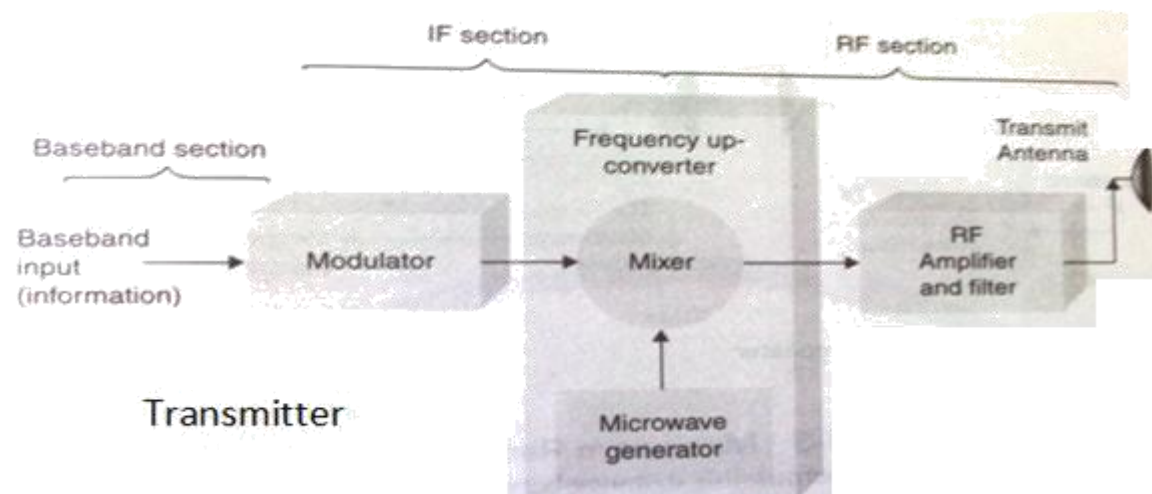 IF section
RF section
Baseband section
Frequency up-
converter
Transmit
Antenna
Baseband
input
(information)
Modulator
Mixer
RF
Amplifier
and filter
Microwave
generator
Transmitter